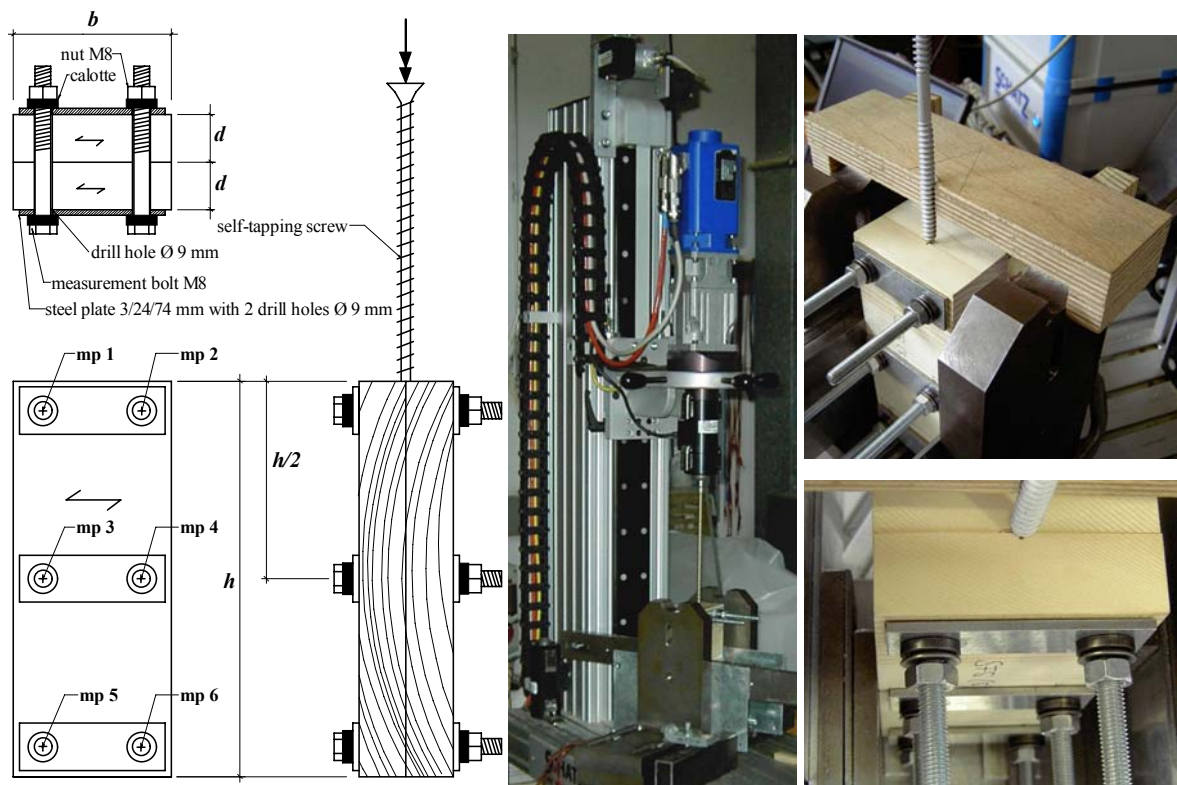 b
nut M8
calotte
d
d
drill hole Ø 9 mm
measurement bolt M8
steel plate 3/24/74 mm with 2 drill holes Ø 9 mm
self-tapping screw
mp 1
mp 2
mp 3
mp 4
mp 5
mp 6
h/2
h
SCHATZ
SCHATZ